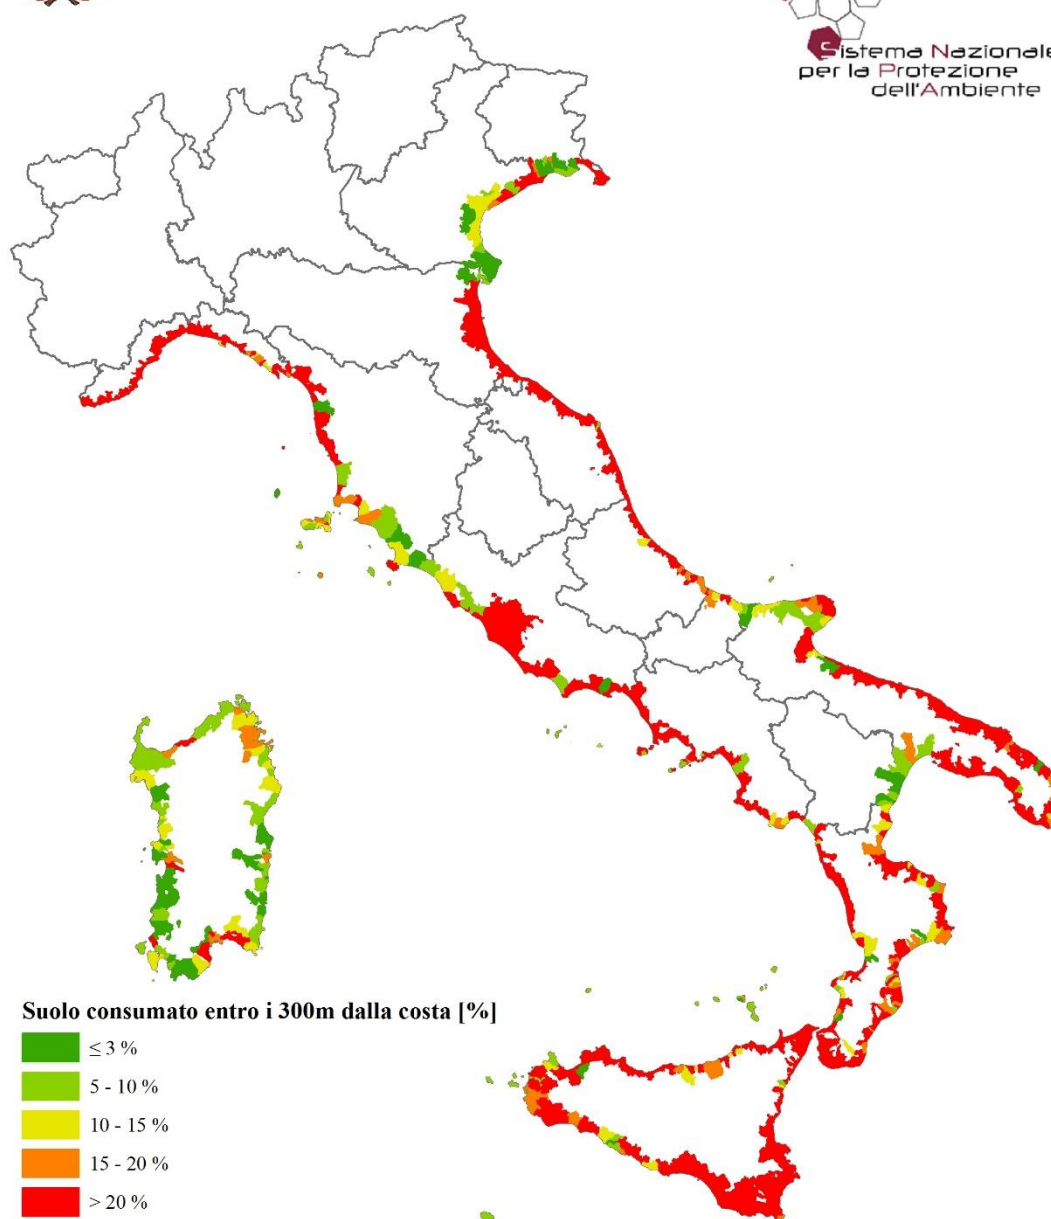 Sistema Nazionale
per la Protezione
dell'Ambiente
Suolo consumato entro i 300m dalla costa [%]
≤ 3 %
5 - 10 %
10 - 15 %
15 - 20 %
> 20 %